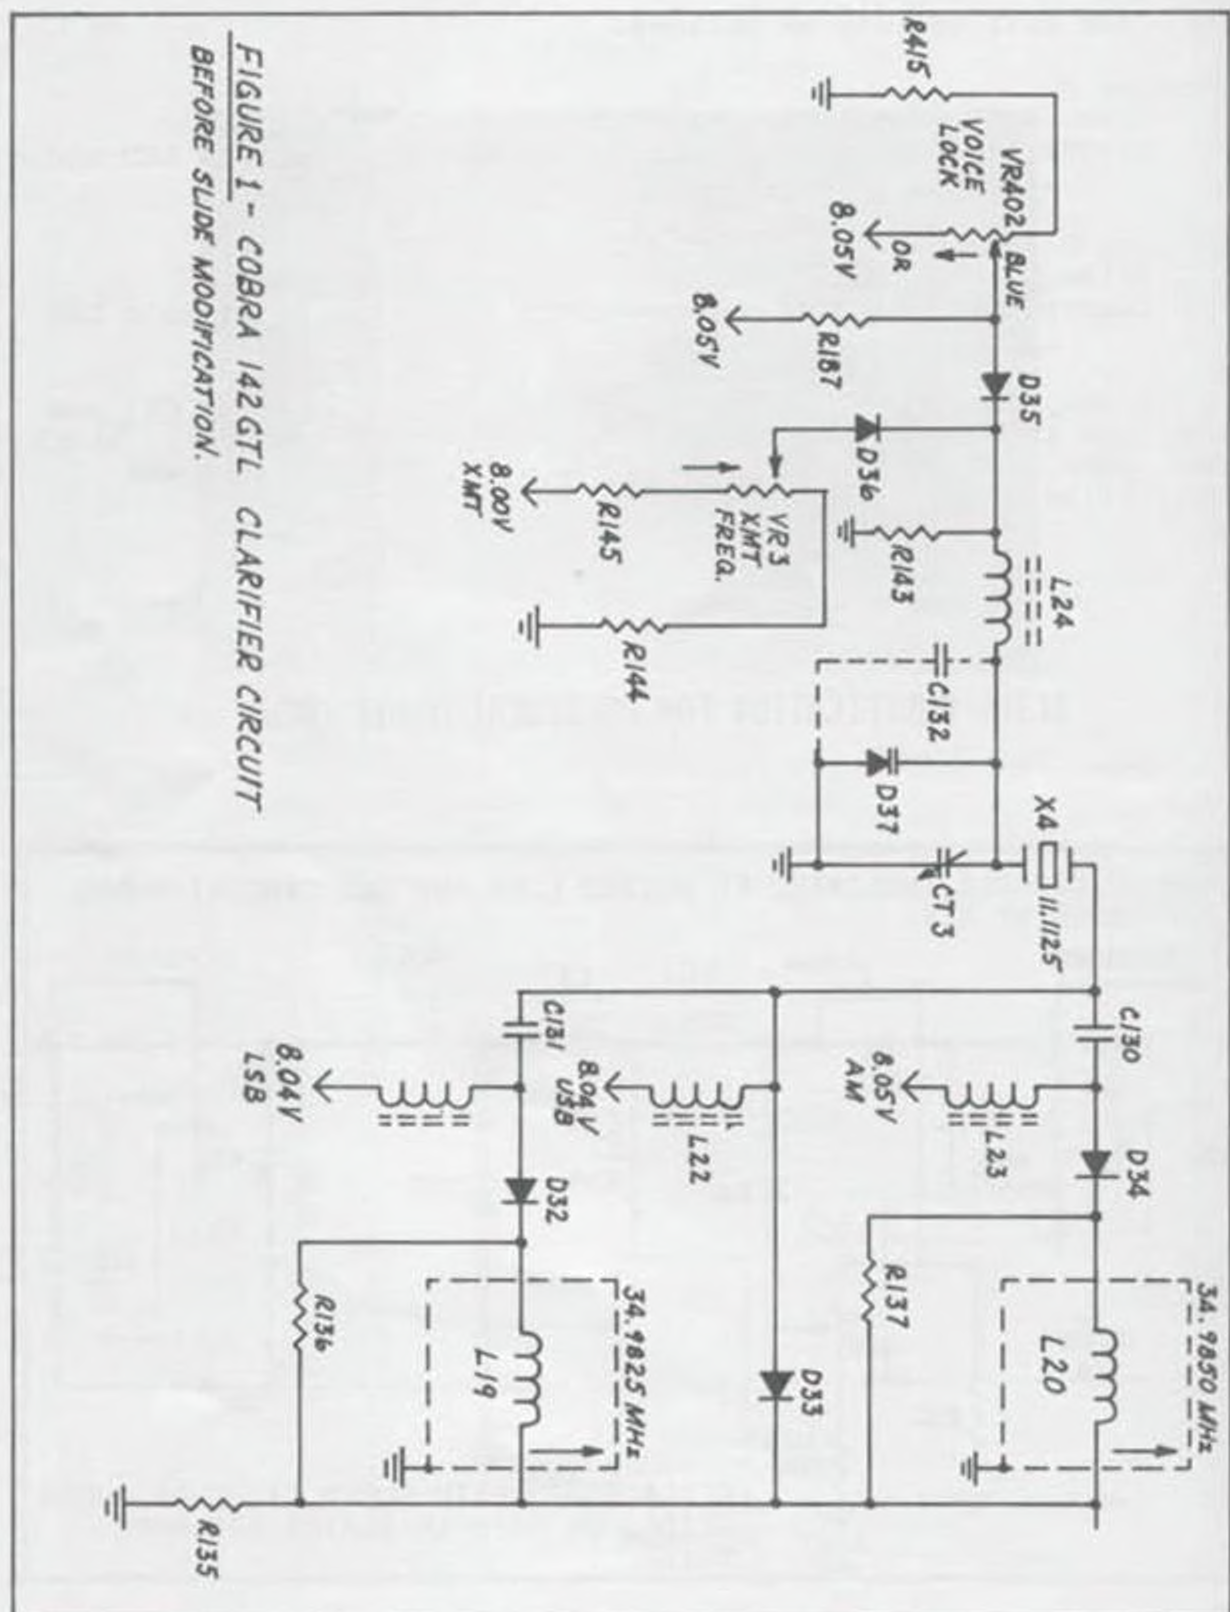 R415
VOICE
LOCK
VR402
BLUE
8.05V
OR
8.05V
R187
D35
D36
8.00V
XMT
R145
VR3
XMT
FREQ.
R144
R143
L24
C132
D37
CT3
X4
11.1125
C130
8.05V
AM
L23
D34
34.9850 MHz
L20
R137
8.04V
USB
L22
D33
C131
8.04V
LSB
D32
34.9825 MHz
L19
R136
R135
FIGURE 1 - COBRA 142GTL CLARIFIER CIRCUIT
BEFORE SLIDE MODIFICATION.